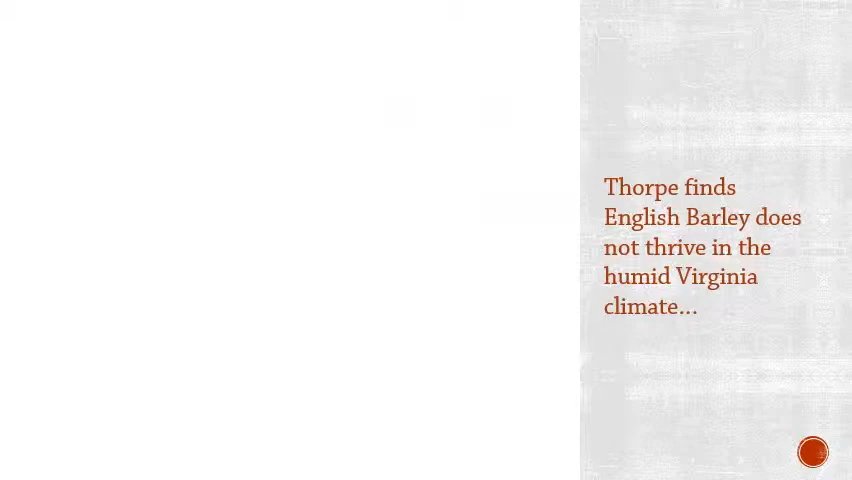 Thorpe finds
English Barley does
not thrive in the
humid Virginia
climate...